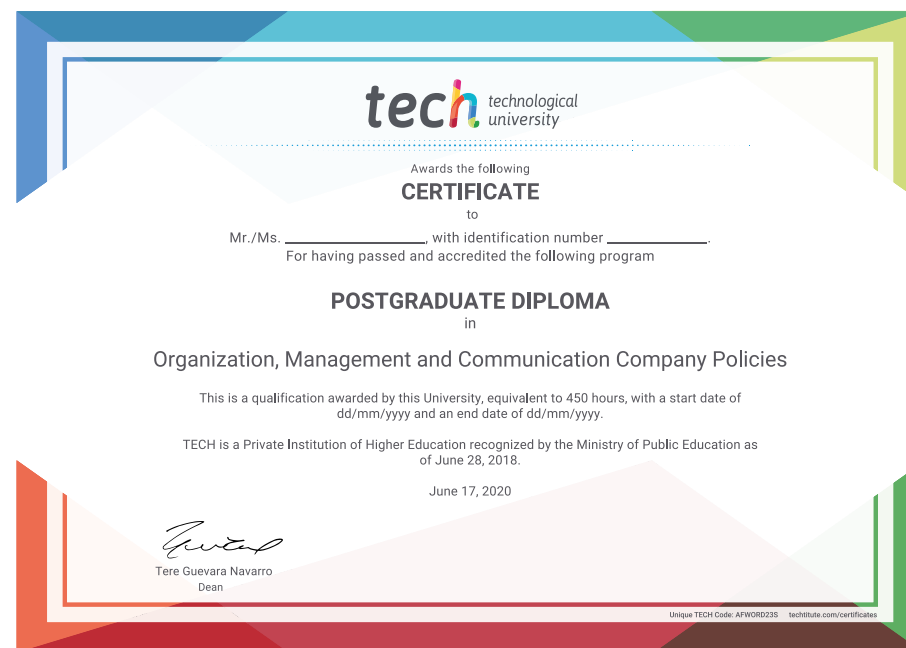 tech technological
university
Awards the following
CERTIFICATE
to
Mr./Ms. ____________________, with identification number ______________.
For having passed and accredited the following program
POSTGRADUATE DIPLOMA
in
Organization, Management and Communication Company Policies
This is a qualification awarded by this University, equivalent to 450 hours, with a start date of
dd/mm/yyyy and an end date of dd/mm/yyyy.
TECH is a Private Institution of Higher Education recognized by the Ministry of Public Education as
of June 28, 2018.
June 17, 2020
Tere Guevara Navarro
Dean
Unique TECH Code: AFWORD23S techtitute.com/certificates